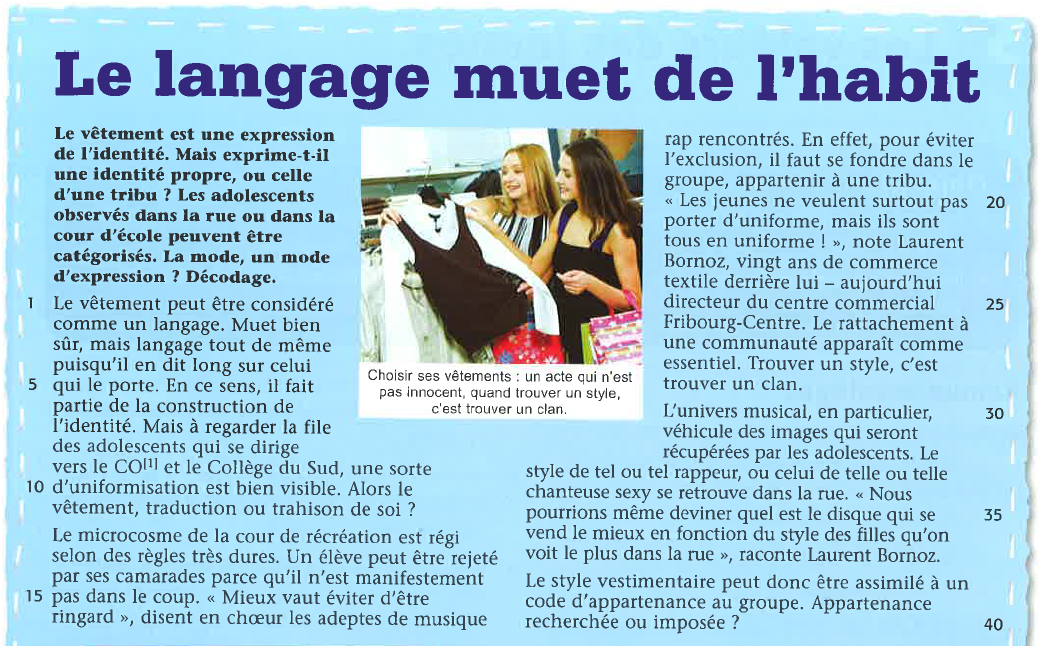 Le langage muet de l'habit
Le vêtement est une expression
de l'identité. Mais exprime-t-il
une identité propre, ou celle
d'une tribu ? Les adolescents
observés dans la rue ou dans la
cour d'école peuvent être
catégorisés. La mode, un mode
d'expression ? Décodage.
1 Le vêtement peut être considéré
comme un langage. Muet bien
sûr, mais langage tout de même
puisqu'il en dit long sur celui
5 qui le porte. En ce sens, il fait
partie de la construction de
l'identité. Mais à regarder la file
des adolescents qui se dirige
vers le CO[1] et le Collège du Sud, une sorte
10 d'uniformisation est bien visible. Alors le
vêtement, traduction ou trahison de soi ?
Le microcosme de la cour de récréation est régi
selon des règles très dures. Un élève peut être rejeté
par ses camarades parce qu'il n'est manifestement
15 pas dans le coup. « Mieux vaut éviter d'être
ringard », disent en chœur les adeptes de musique
Choisir ses vêtements : un acte qui n'est
pas innocent, quand trouver un style,
c'est trouver un clan.
rap rencontrés. En effet, pour éviter
l'exclusion, il faut se fondre dans le
groupe, appartenir à une tribu.
« Les jeunes ne veulent surtout pas 20
porter d'uniforme, mais ils sont
tous en uniforme ! », note Laurent
Bornoz, vingt ans de commerce
textile derrière lui – aujourd'hui
directeur du centre commercial 25
Fribourg-Centre. Le rattachement à
une communauté apparaît comme
essentiel. Trouver un style, c'est
trouver un clan.
L'univers musical, en particulier, 30
véhicule des images qui seront
récupérées par les adolescents. Le
style de tel ou tel rappeur, ou celui de telle ou telle
chanteuse sexy se retrouve dans la rue. « Nous
pourrions même deviner quel est le disque qui se 35
vend le mieux en fonction du style des filles qu'on
voit le plus dans la rue », raconte Laurent Bornoz.
Le style vestimentaire peut donc être assimilé à un
code d'appartenance au groupe. Appartenance
recherchée ou imposée ? 40